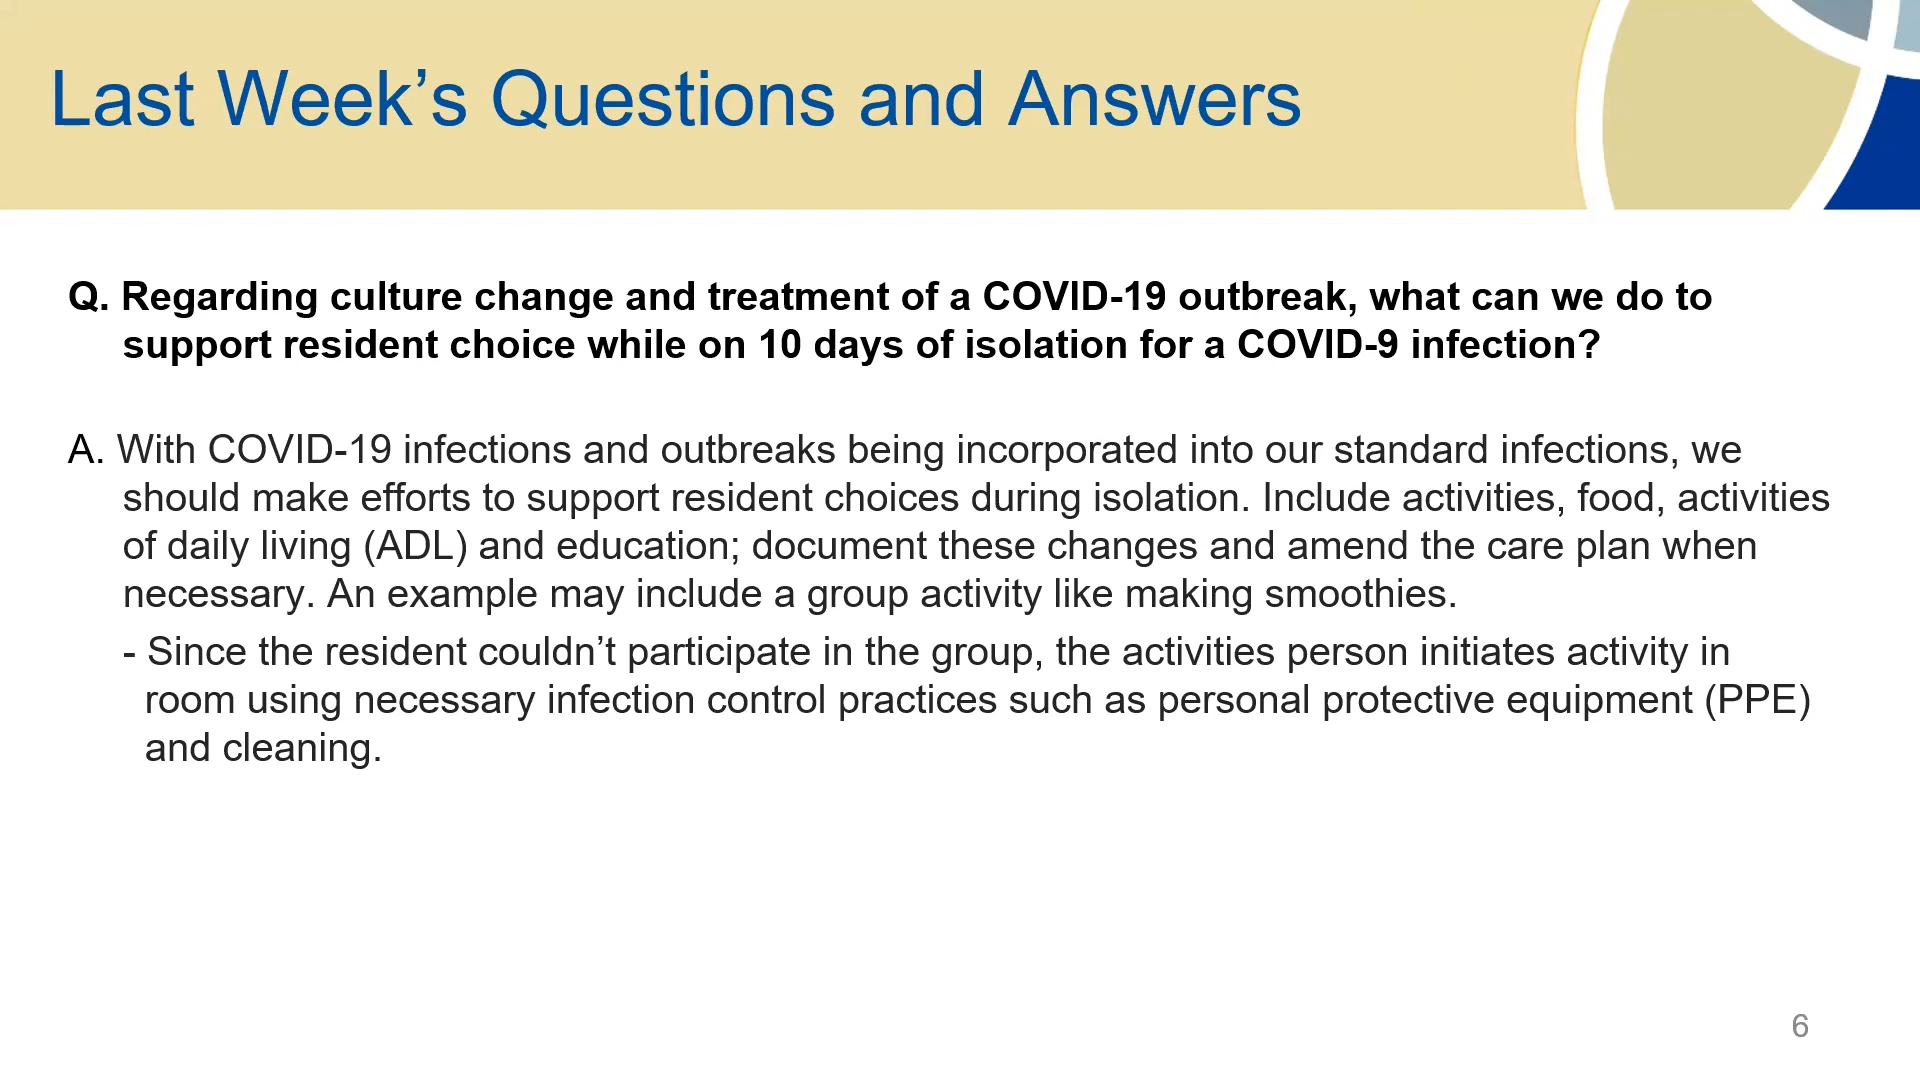 Last Week’s Questions and Answers
Q. Regarding culture change and treatment of a COVID-19 outbreak, what can we do to
support resident choice while on 10 days of isolation for a COVID-9 infection?
A. With COVID-19 infections and outbreaks being incorporated into our standard infections, we
should make efforts to support resident choices during isolation. Include activities, food, activities
of daily living (ADL) and education; document these changes and amend the care plan when
necessary. An example may include a group activity like making smoothies.
- Since the resident couldn’t participate in the group, the activities person initiates activity in
room using necessary infection control practices such as personal protective equipment (PPE)
and cleaning.
6